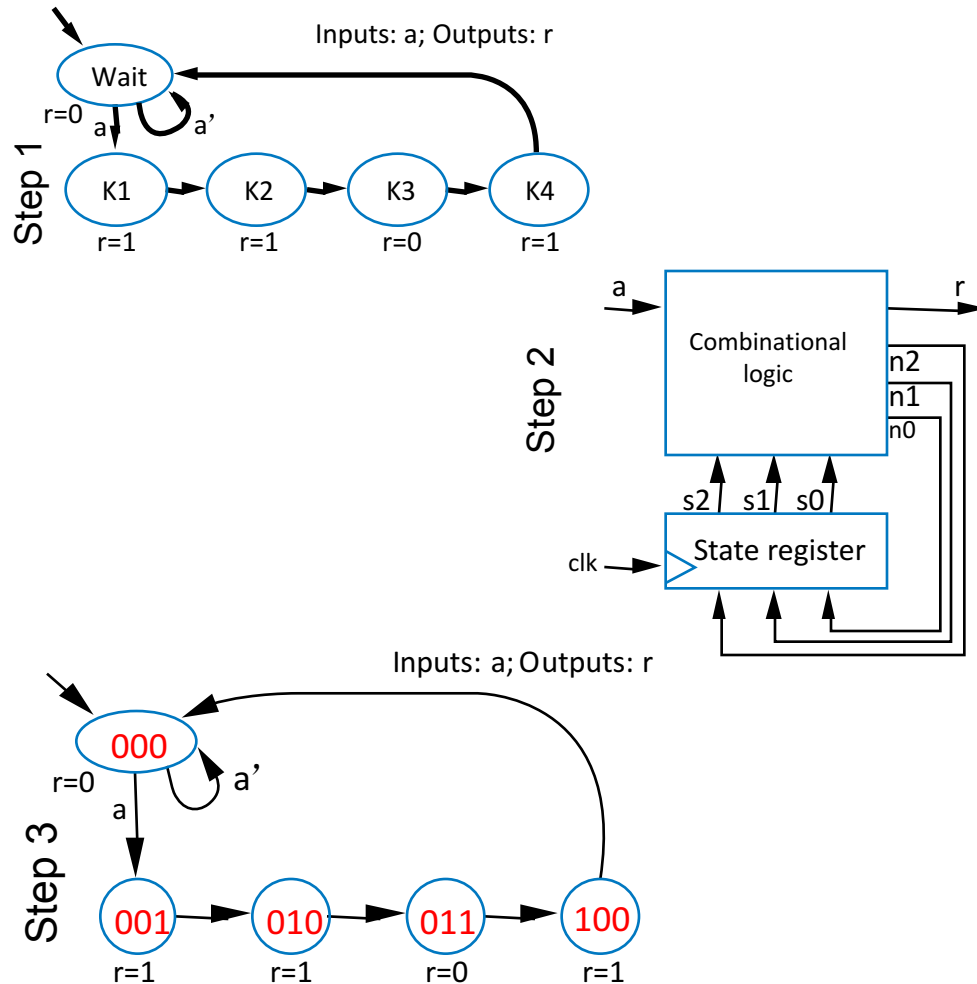 Inputs: a; Outputs: r
Wait
r=0
a
a’
Step 1
K1
K2
K3
K4
r=1
r=1
r=0
r=1
a
r
Combinational
logic
n2
n1
n0
Step 2
s2
s1
s0
clk
State register
Inputs: a; Outputs: r
000
r=0
a
a’
Step 3
001
010
011
100
r=1
r=1
r=0
r=1